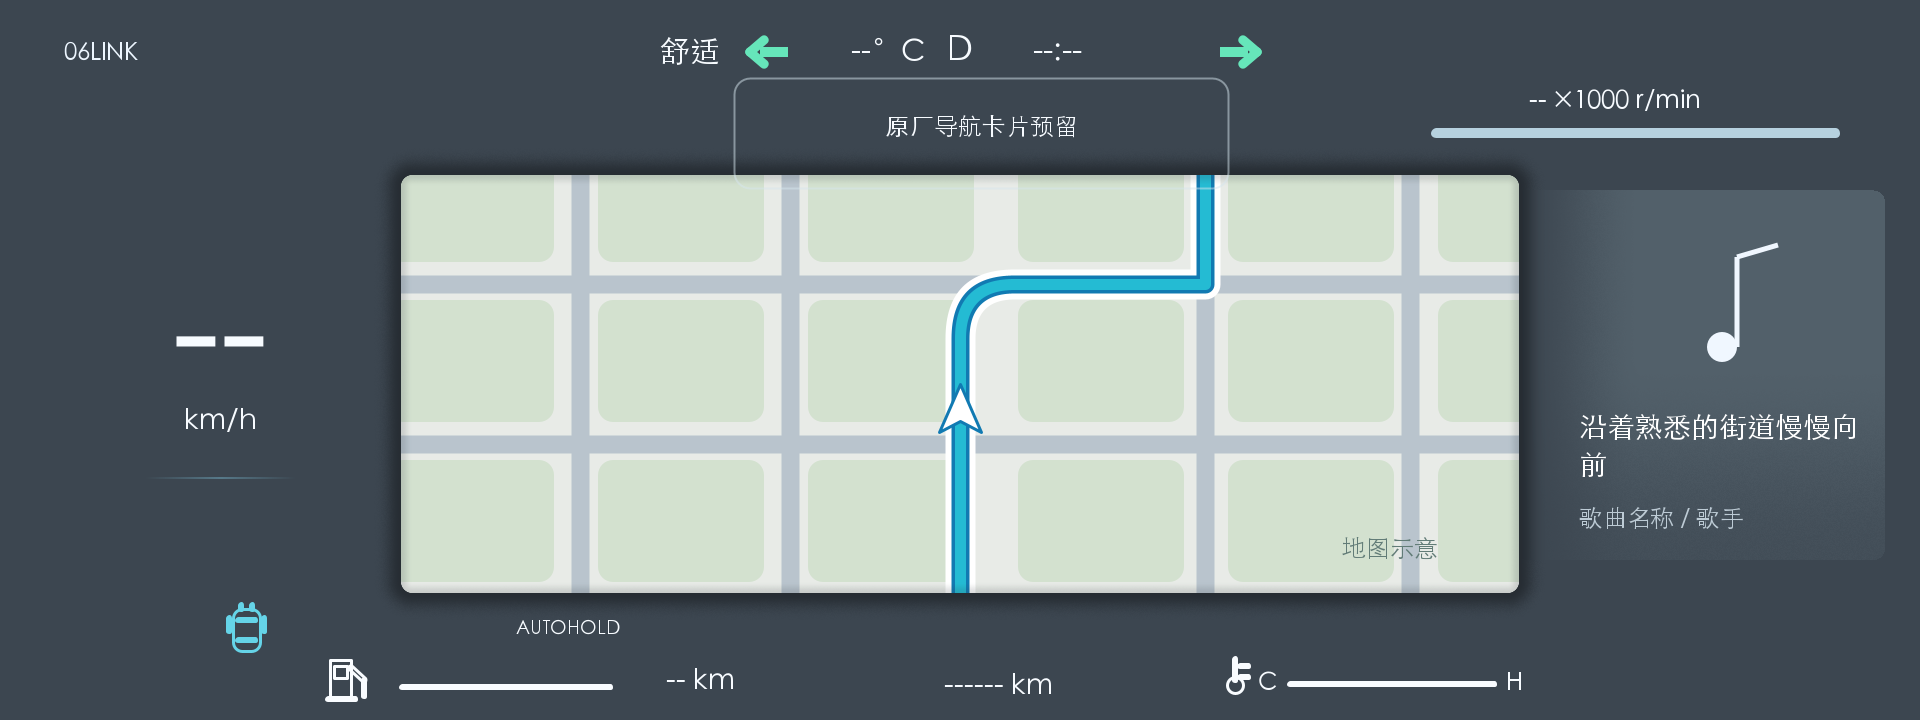 06LINK
舒适
--° C
D
--:--
-- ×1000 r/min
原厂导航卡片预留
-- km/h
沿着熟悉的街道慢慢向
前
歌曲名称 / 歌手
地图示意
AUTOHOLD
-- km
------ km
C
H